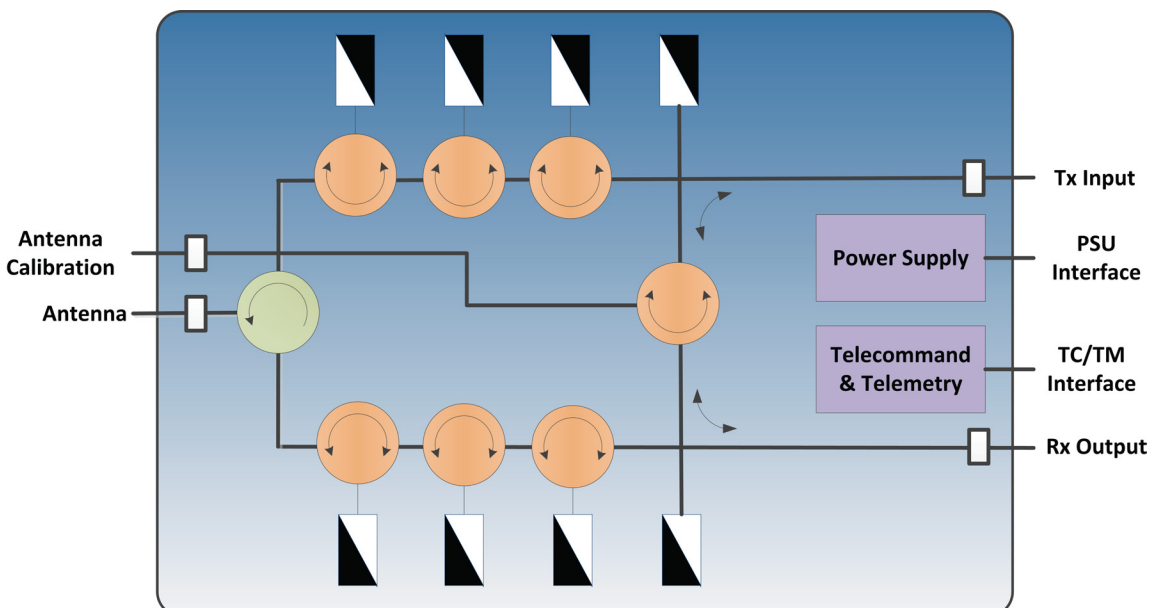 Tx Input
Antenna
Calibration
Power Supply
PSU
Interface
Antenna
Telecommand
& Telemetry
TC/TM
Interface
Rx Output